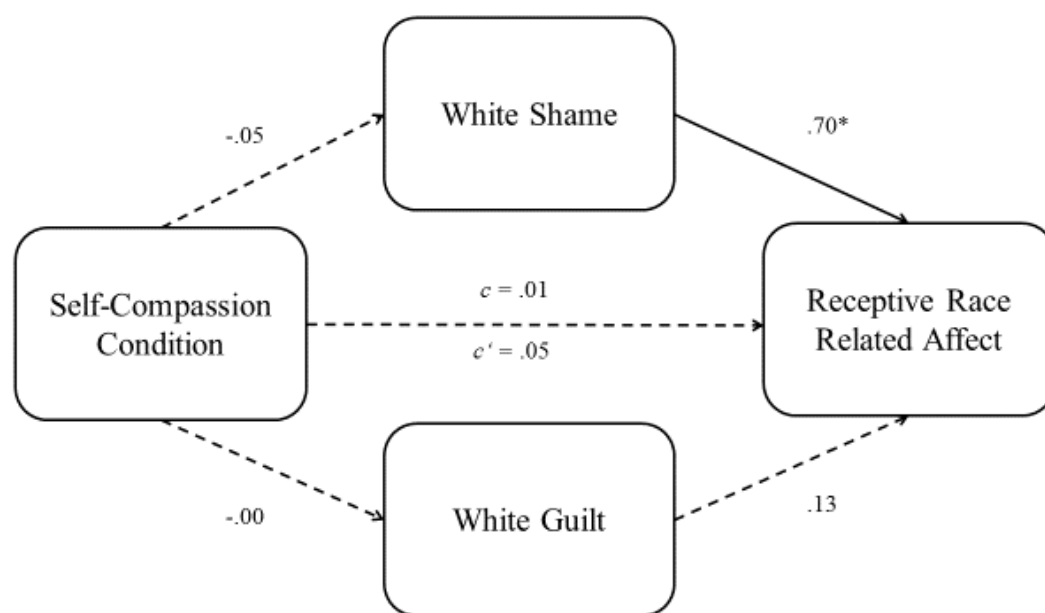 White Shame
-.05
.70*
Self-Compassion
Condition
c = .01
c' = .05
Receptive Race
Related Affect
-.00
White Guilt
.13